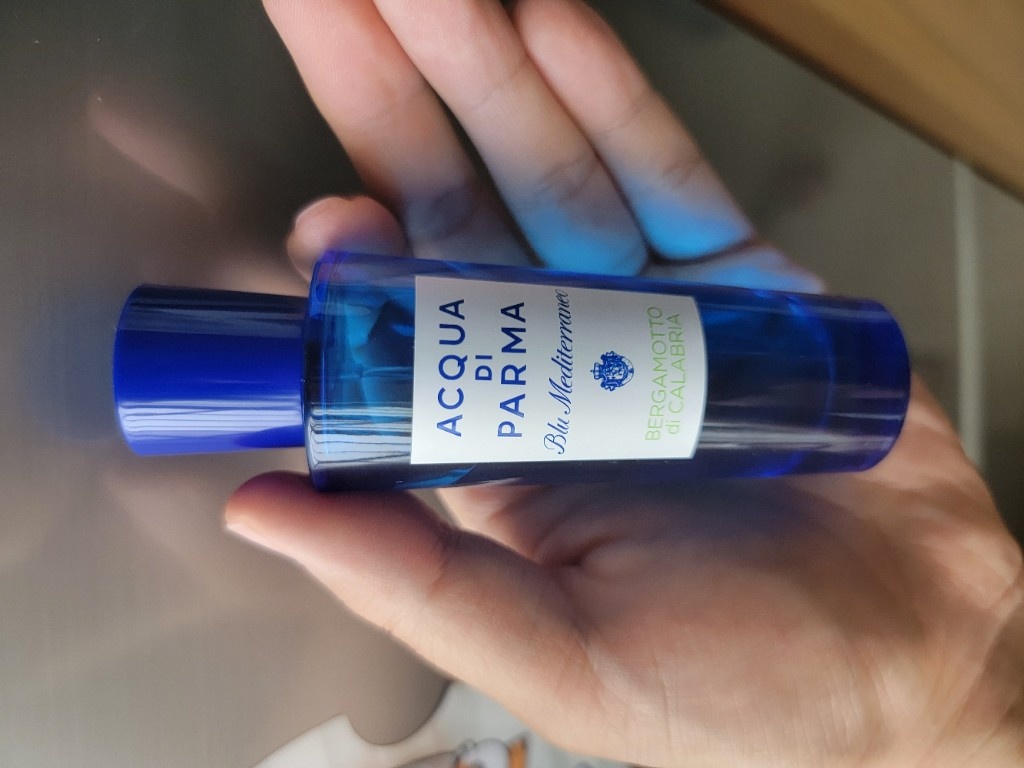 ACQUA
DI
PARMA
Blu Mediterraneo
BERGAMOTTO
di CALABRIA